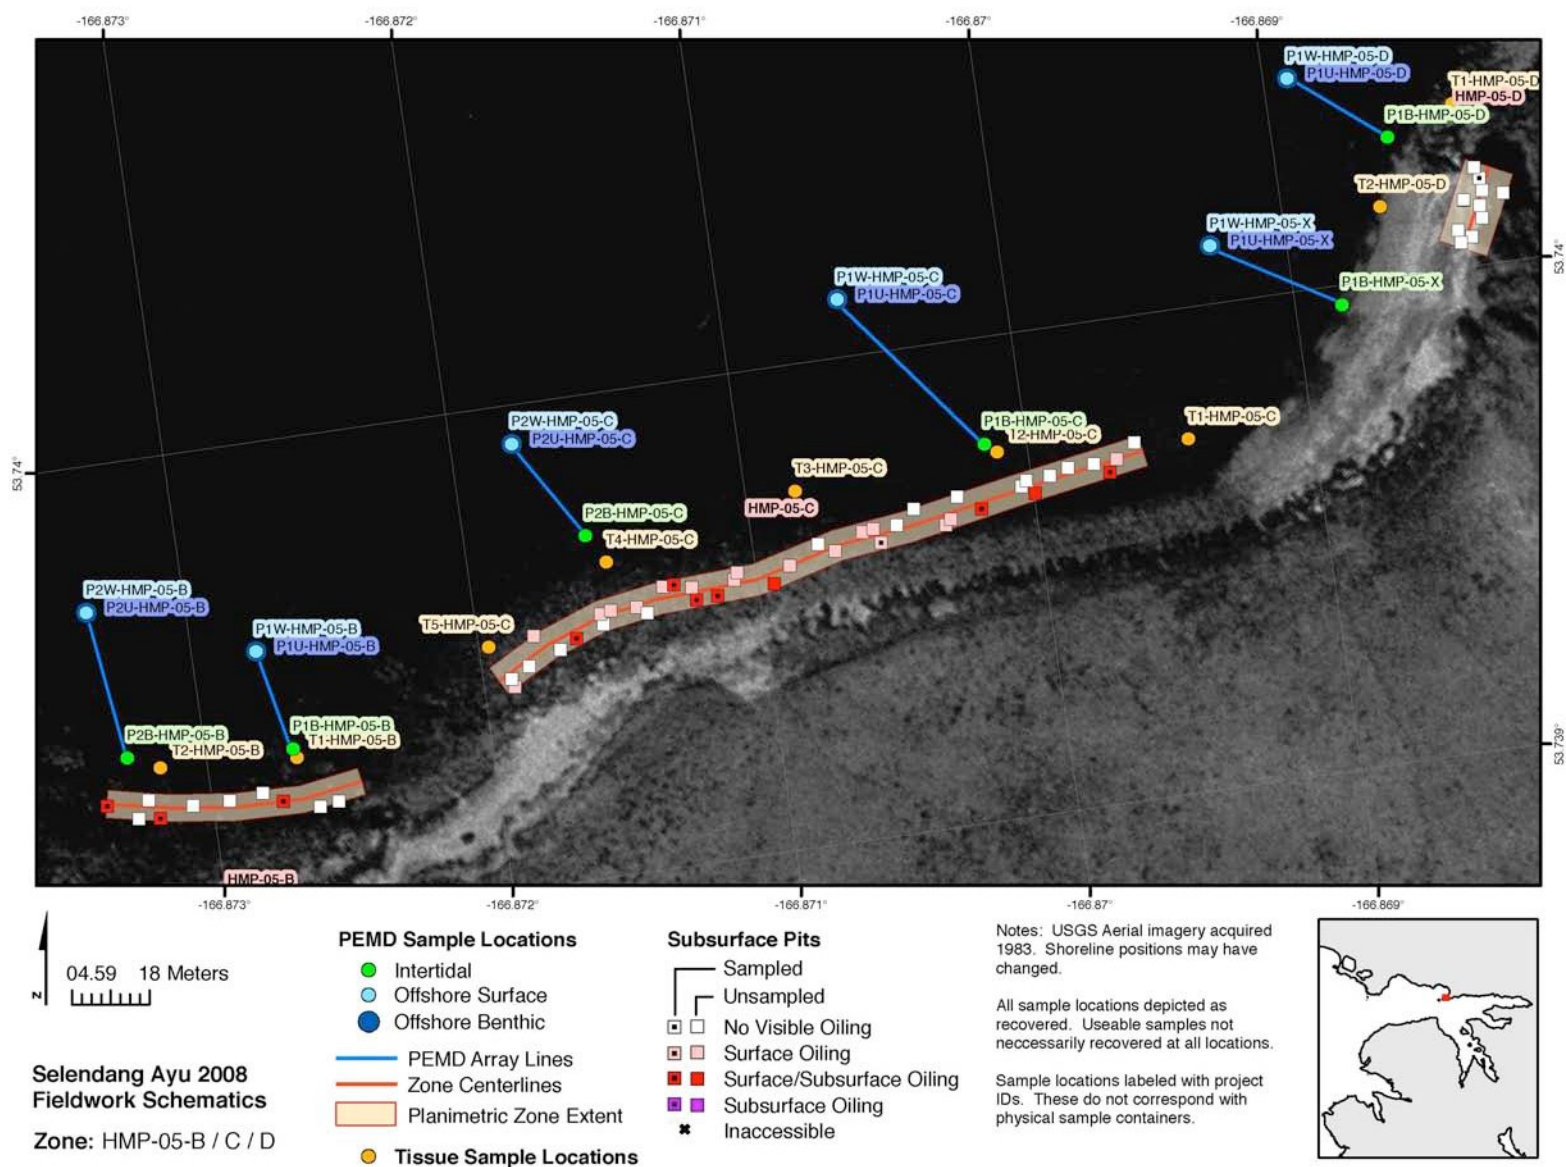 -166.873°
-166.872°
-166.871°
-166.87°
-166.869°
P1W-HMP-05-D
P1U-HMP-05-D
T1-HMP-05-D
HMP-05-D
P1B-HMP-05-D
T2-HMP-05-D
P1W-HMP-05-X
P1U-HMP-05-X
53.74°
P1W-HMP-05-C
P1U-HMP-05-C
P1B-HMP-05-X
P2W-HMP-05-C
P2U-HMP-05-C
P1B-HMP-05-C
T2-HMP-05-C
T1-HMP-05-C
53.74°
T3-HMP-05-C
HMP-05-C
P2B-HMP-05-C
T4-HMP-05-C
P2W-HMP-05-B
P2U-HMP-05-B
P1W-HMP-05-B
P1U-HMP-05-B
T5-HMP-05-C
P2B-HMP-05-B
T2-HMP-05-B
P1B-HMP-05-B
T1-HMP-05-B
53.739°
HMP-05-B
-166.873°
-166.872°
-166.871°
-166.87°
-166.869°
N
04.59 18 Meters
Selendang Ayu 2008
Fieldwork Schematics
Zone: HMP-05-B / C / D
PEMD Sample Locations
Intertidal
Offshore Surface
Offshore Benthic
PEMD Array Lines
Zone Centerlines
Planimetric Zone Extent
Tissue Sample Locations
Subsurface Pits
Sampled
Unsampled
No Visible Oiling
Surface Oiling
Surface/Subsurface Oiling
Subsurface Oiling
Inaccessible
Notes: USGS Aerial imagery acquired
1983. Shoreline positions may have
changed.
All sample locations depicted as
recovered. Useable samples not
neccessarily recovered at all locations.
Sample locations labeled with project
IDs. These do not correspond with
physical sample containers.